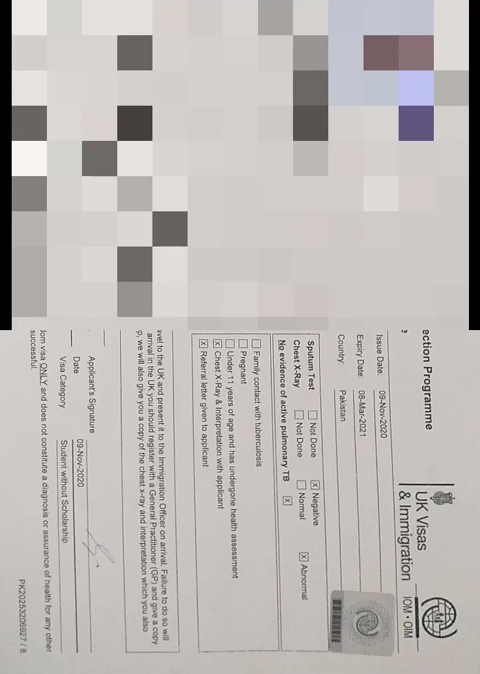 UK Visas
& Immigration
IOM • OIM
ection Programme
Issue Date: 09-Nov-2020
Expiry Date: 08-Mar-2021
Country: Pakistan
Sputum Test ☐ Not Done ☒ Negative
Chest X-Ray ☐ Not Done ☐ Normal ☒ Abnormal
No evidence of active pulmonary TB ☒
☐ Family contact with tuberculosis
☐ Pregnant
☐ Under 11 years of age and has undergone health assessment
☒ Chest X-Ray & Interpretation with applicant
☒ Referral letter given to applicant
avel to the UK and present it to the Immigration Officer on arrival. Failure to do so will
arrival in the UK you should register with a General Practitioner (GP) and give a copy
p, we will also give you a copy of the chest x-ray and interpretation which you also
Applicant's Signature
Date 09-Nov-2020
Visa Category Student without Scholarship
dom visa ONLY and does not constitute a diagnosis or assurance of health for any other
successful.
PK20253206927 / 8